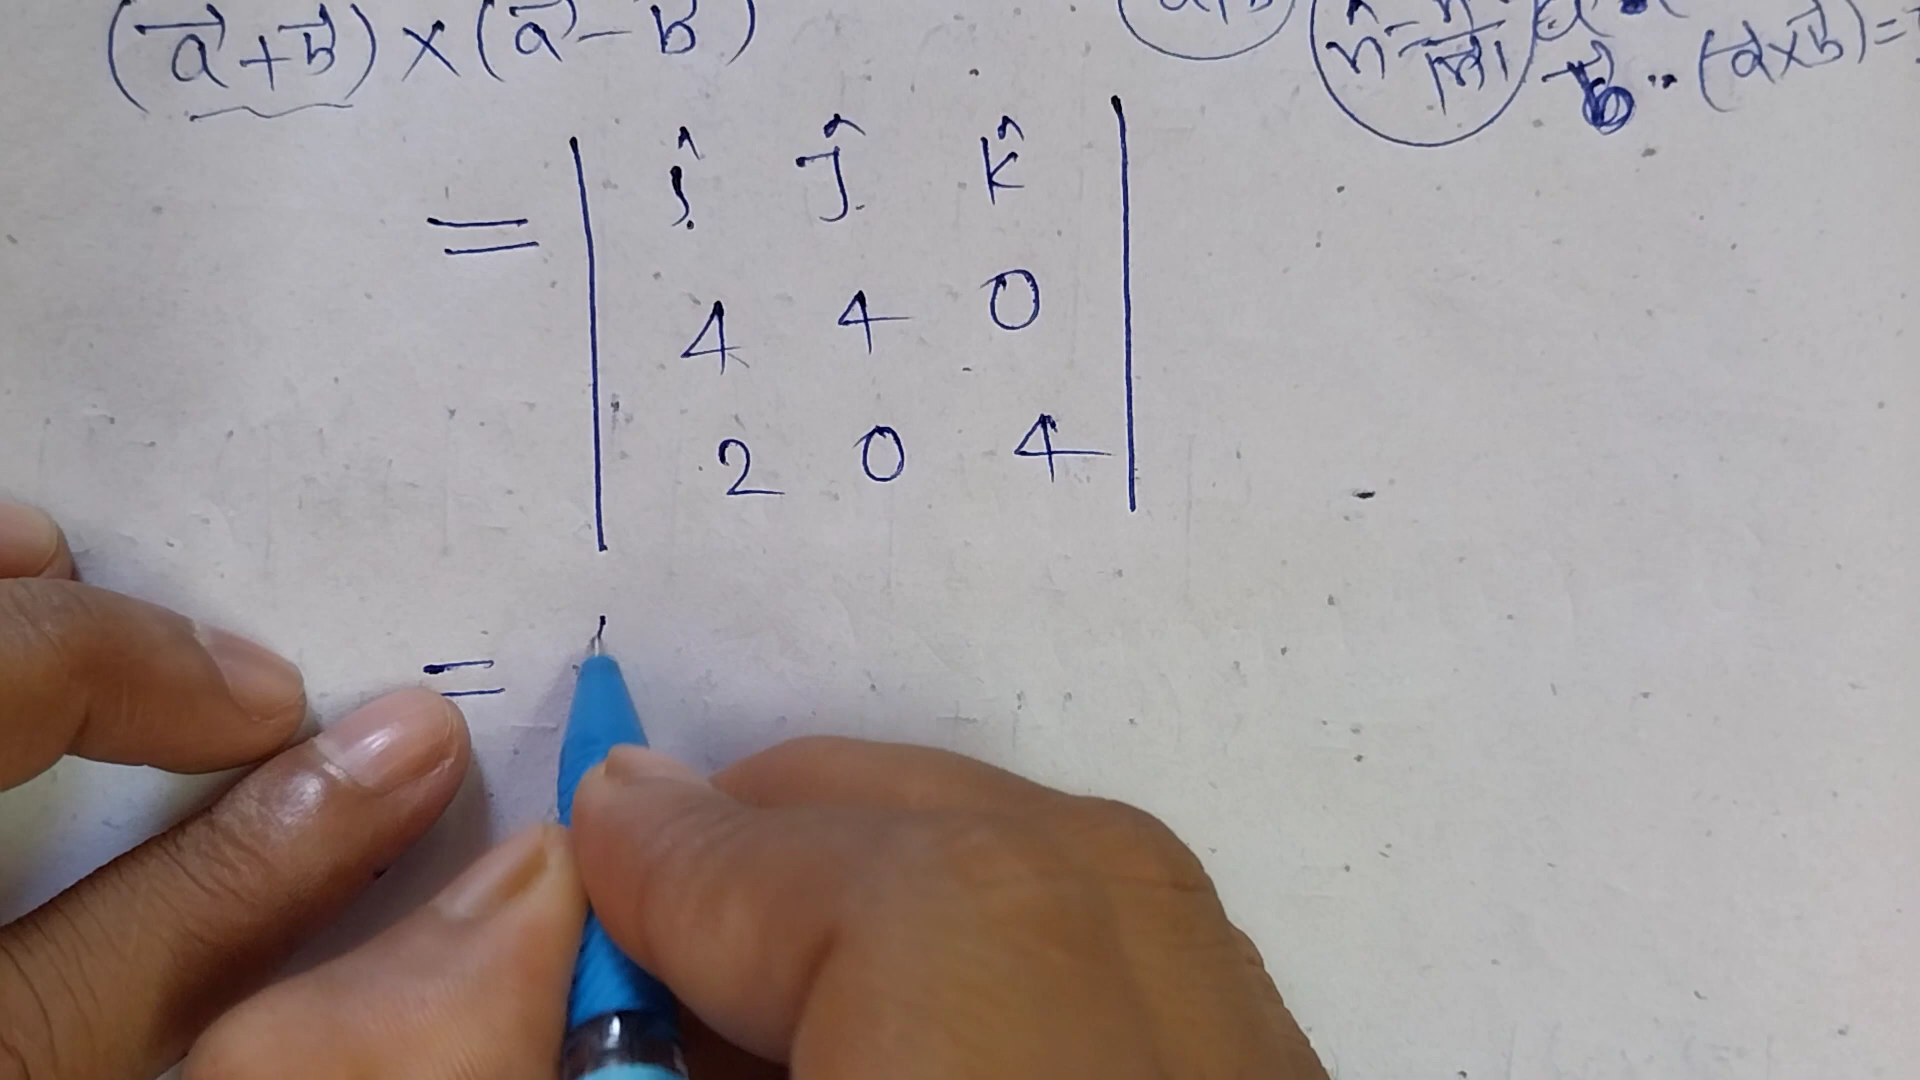 (a⃗ + b⃗) × (a⃗ − b⃗)
n̂ = n⃗ / |n⃗|
b⃗ · (a⃗ × b⃗) =
= | î ĵ k̂ |
4 4 0
2 0 4
=